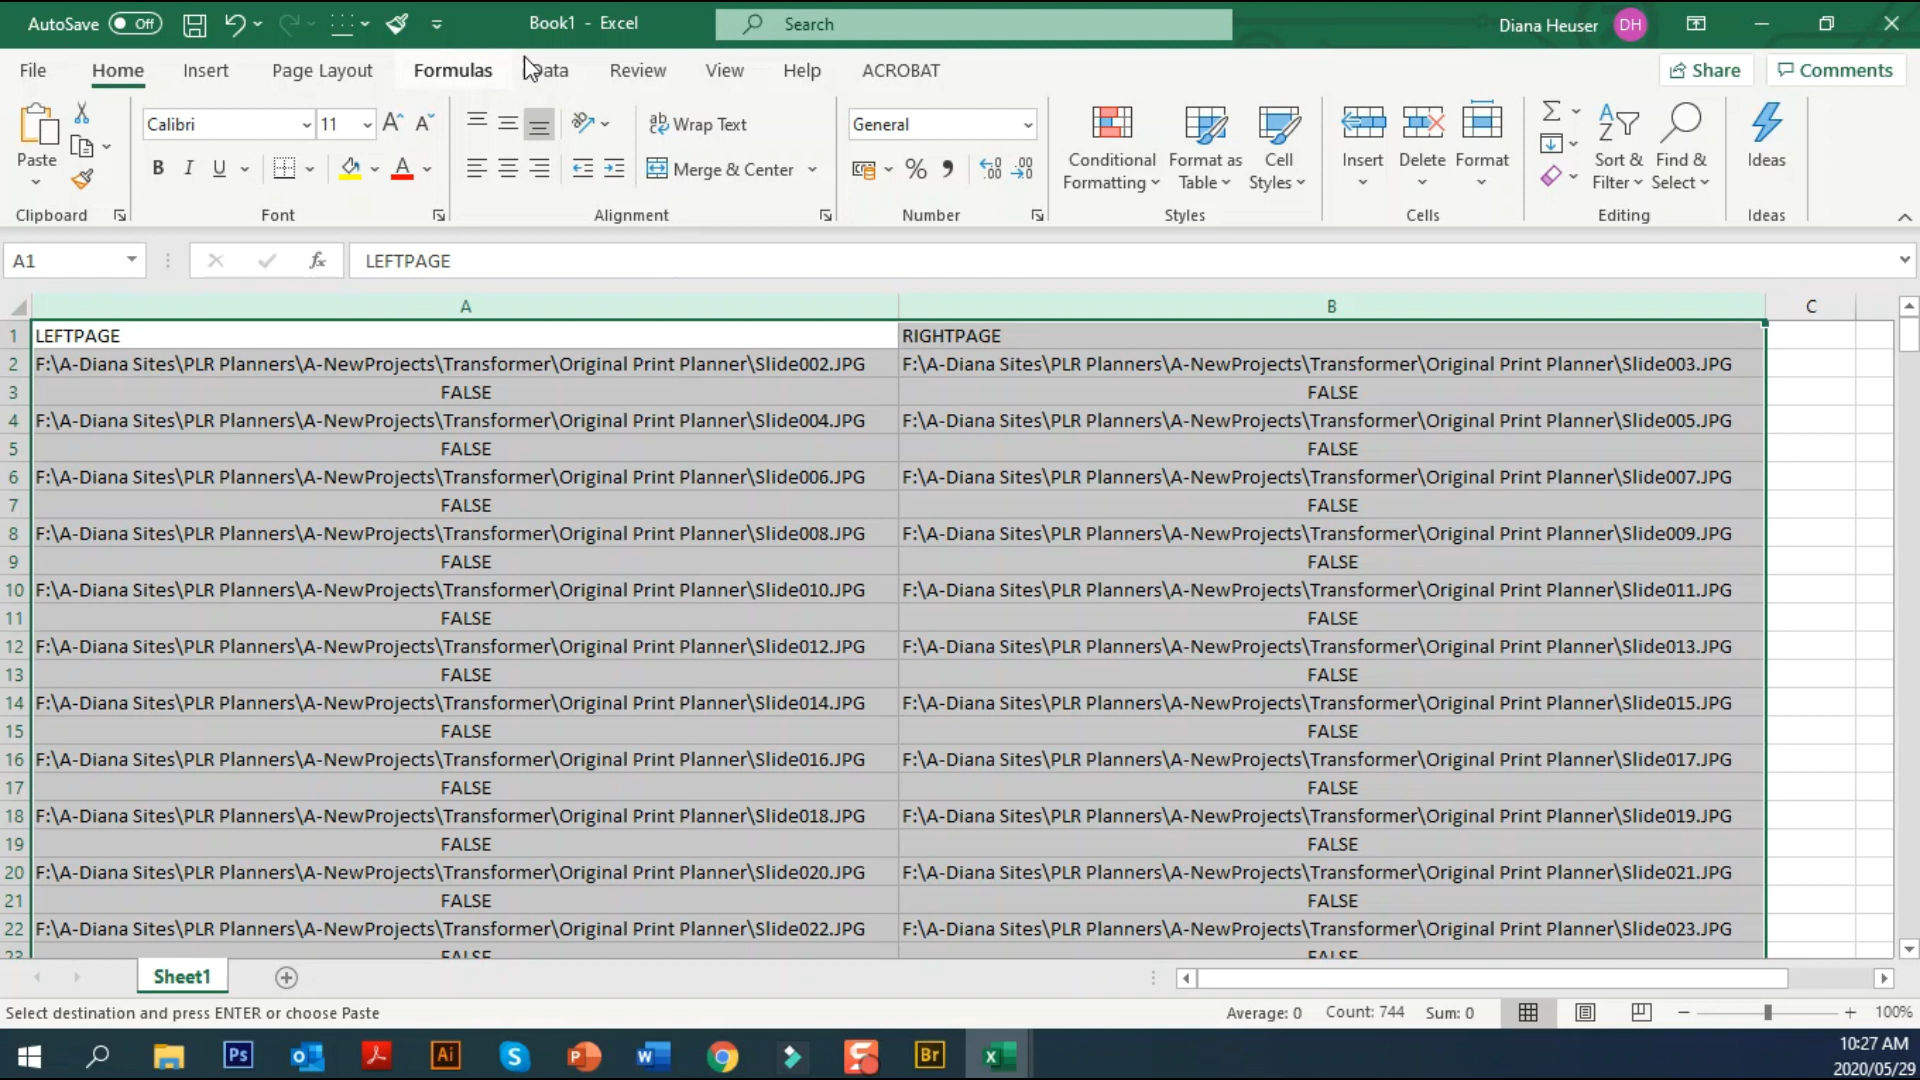 AutoSave Off Book1 - Excel Search Diana Heuser DH
File Home Insert Page Layout Formulas Data Review View Help ACROBAT Share Comments
Paste Calibri 11 Wrap Text General
B I U A Merge & Center % Conditional Formatting Format as Table Cell Styles Insert Delete Format Sort & Filter Find & Select Ideas
Clipboard Font Alignment Number Styles Cells Editing Ideas
A1 fx LEFTPAGE
A B C
1 LEFTPAGE RIGHTPAGE
2 F:\A-Diana Sites\PLR Planners\A-NewProjects\Transformer\Original Print Planner\Slide002.JPG F:\A-Diana Sites\PLR Planners\A-NewProjects\Transformer\Original Print Planner\Slide003.JPG
3 FALSE FALSE
4 F:\A-Diana Sites\PLR Planners\A-NewProjects\Transformer\Original Print Planner\Slide004.JPG F:\A-Diana Sites\PLR Planners\A-NewProjects\Transformer\Original Print Planner\Slide005.JPG
5 FALSE FALSE
6 F:\A-Diana Sites\PLR Planners\A-NewProjects\Transformer\Original Print Planner\Slide006.JPG F:\A-Diana Sites\PLR Planners\A-NewProjects\Transformer\Original Print Planner\Slide007.JPG
7 FALSE FALSE
8 F:\A-Diana Sites\PLR Planners\A-NewProjects\Transformer\Original Print Planner\Slide008.JPG F:\A-Diana Sites\PLR Planners\A-NewProjects\Transformer\Original Print Planner\Slide009.JPG
9 FALSE FALSE
10 F:\A-Diana Sites\PLR Planners\A-NewProjects\Transformer\Original Print Planner\Slide010.JPG F:\A-Diana Sites\PLR Planners\A-NewProjects\Transformer\Original Print Planner\Slide011.JPG
11 FALSE FALSE
12 F:\A-Diana Sites\PLR Planners\A-NewProjects\Transformer\Original Print Planner\Slide012.JPG F:\A-Diana Sites\PLR Planners\A-NewProjects\Transformer\Original Print Planner\Slide013.JPG
13 FALSE FALSE
14 F:\A-Diana Sites\PLR Planners\A-NewProjects\Transformer\Original Print Planner\Slide014.JPG F:\A-Diana Sites\PLR Planners\A-NewProjects\Transformer\Original Print Planner\Slide015.JPG
15 FALSE FALSE
16 F:\A-Diana Sites\PLR Planners\A-NewProjects\Transformer\Original Print Planner\Slide016.JPG F:\A-Diana Sites\PLR Planners\A-NewProjects\Transformer\Original Print Planner\Slide017.JPG
17 FALSE FALSE
18 F:\A-Diana Sites\PLR Planners\A-NewProjects\Transformer\Original Print Planner\Slide018.JPG F:\A-Diana Sites\PLR Planners\A-NewProjects\Transformer\Original Print Planner\Slide019.JPG
19 FALSE FALSE
20 F:\A-Diana Sites\PLR Planners\A-NewProjects\Transformer\Original Print Planner\Slide020.JPG F:\A-Diana Sites\PLR Planners\A-NewProjects\Transformer\Original Print Planner\Slide021.JPG
21 FALSE FALSE
22 F:\A-Diana Sites\PLR Planners\A-NewProjects\Transformer\Original Print Planner\Slide022.JPG F:\A-Diana Sites\PLR Planners\A-NewProjects\Transformer\Original Print Planner\Slide023.JPG
23 FALSE FALSE
Sheet1
Select destination and press ENTER or choose Paste Average: 0 Count: 744 Sum: 0 100%
Ps Ai S P W Br X 10:27 AM
2020/05/29